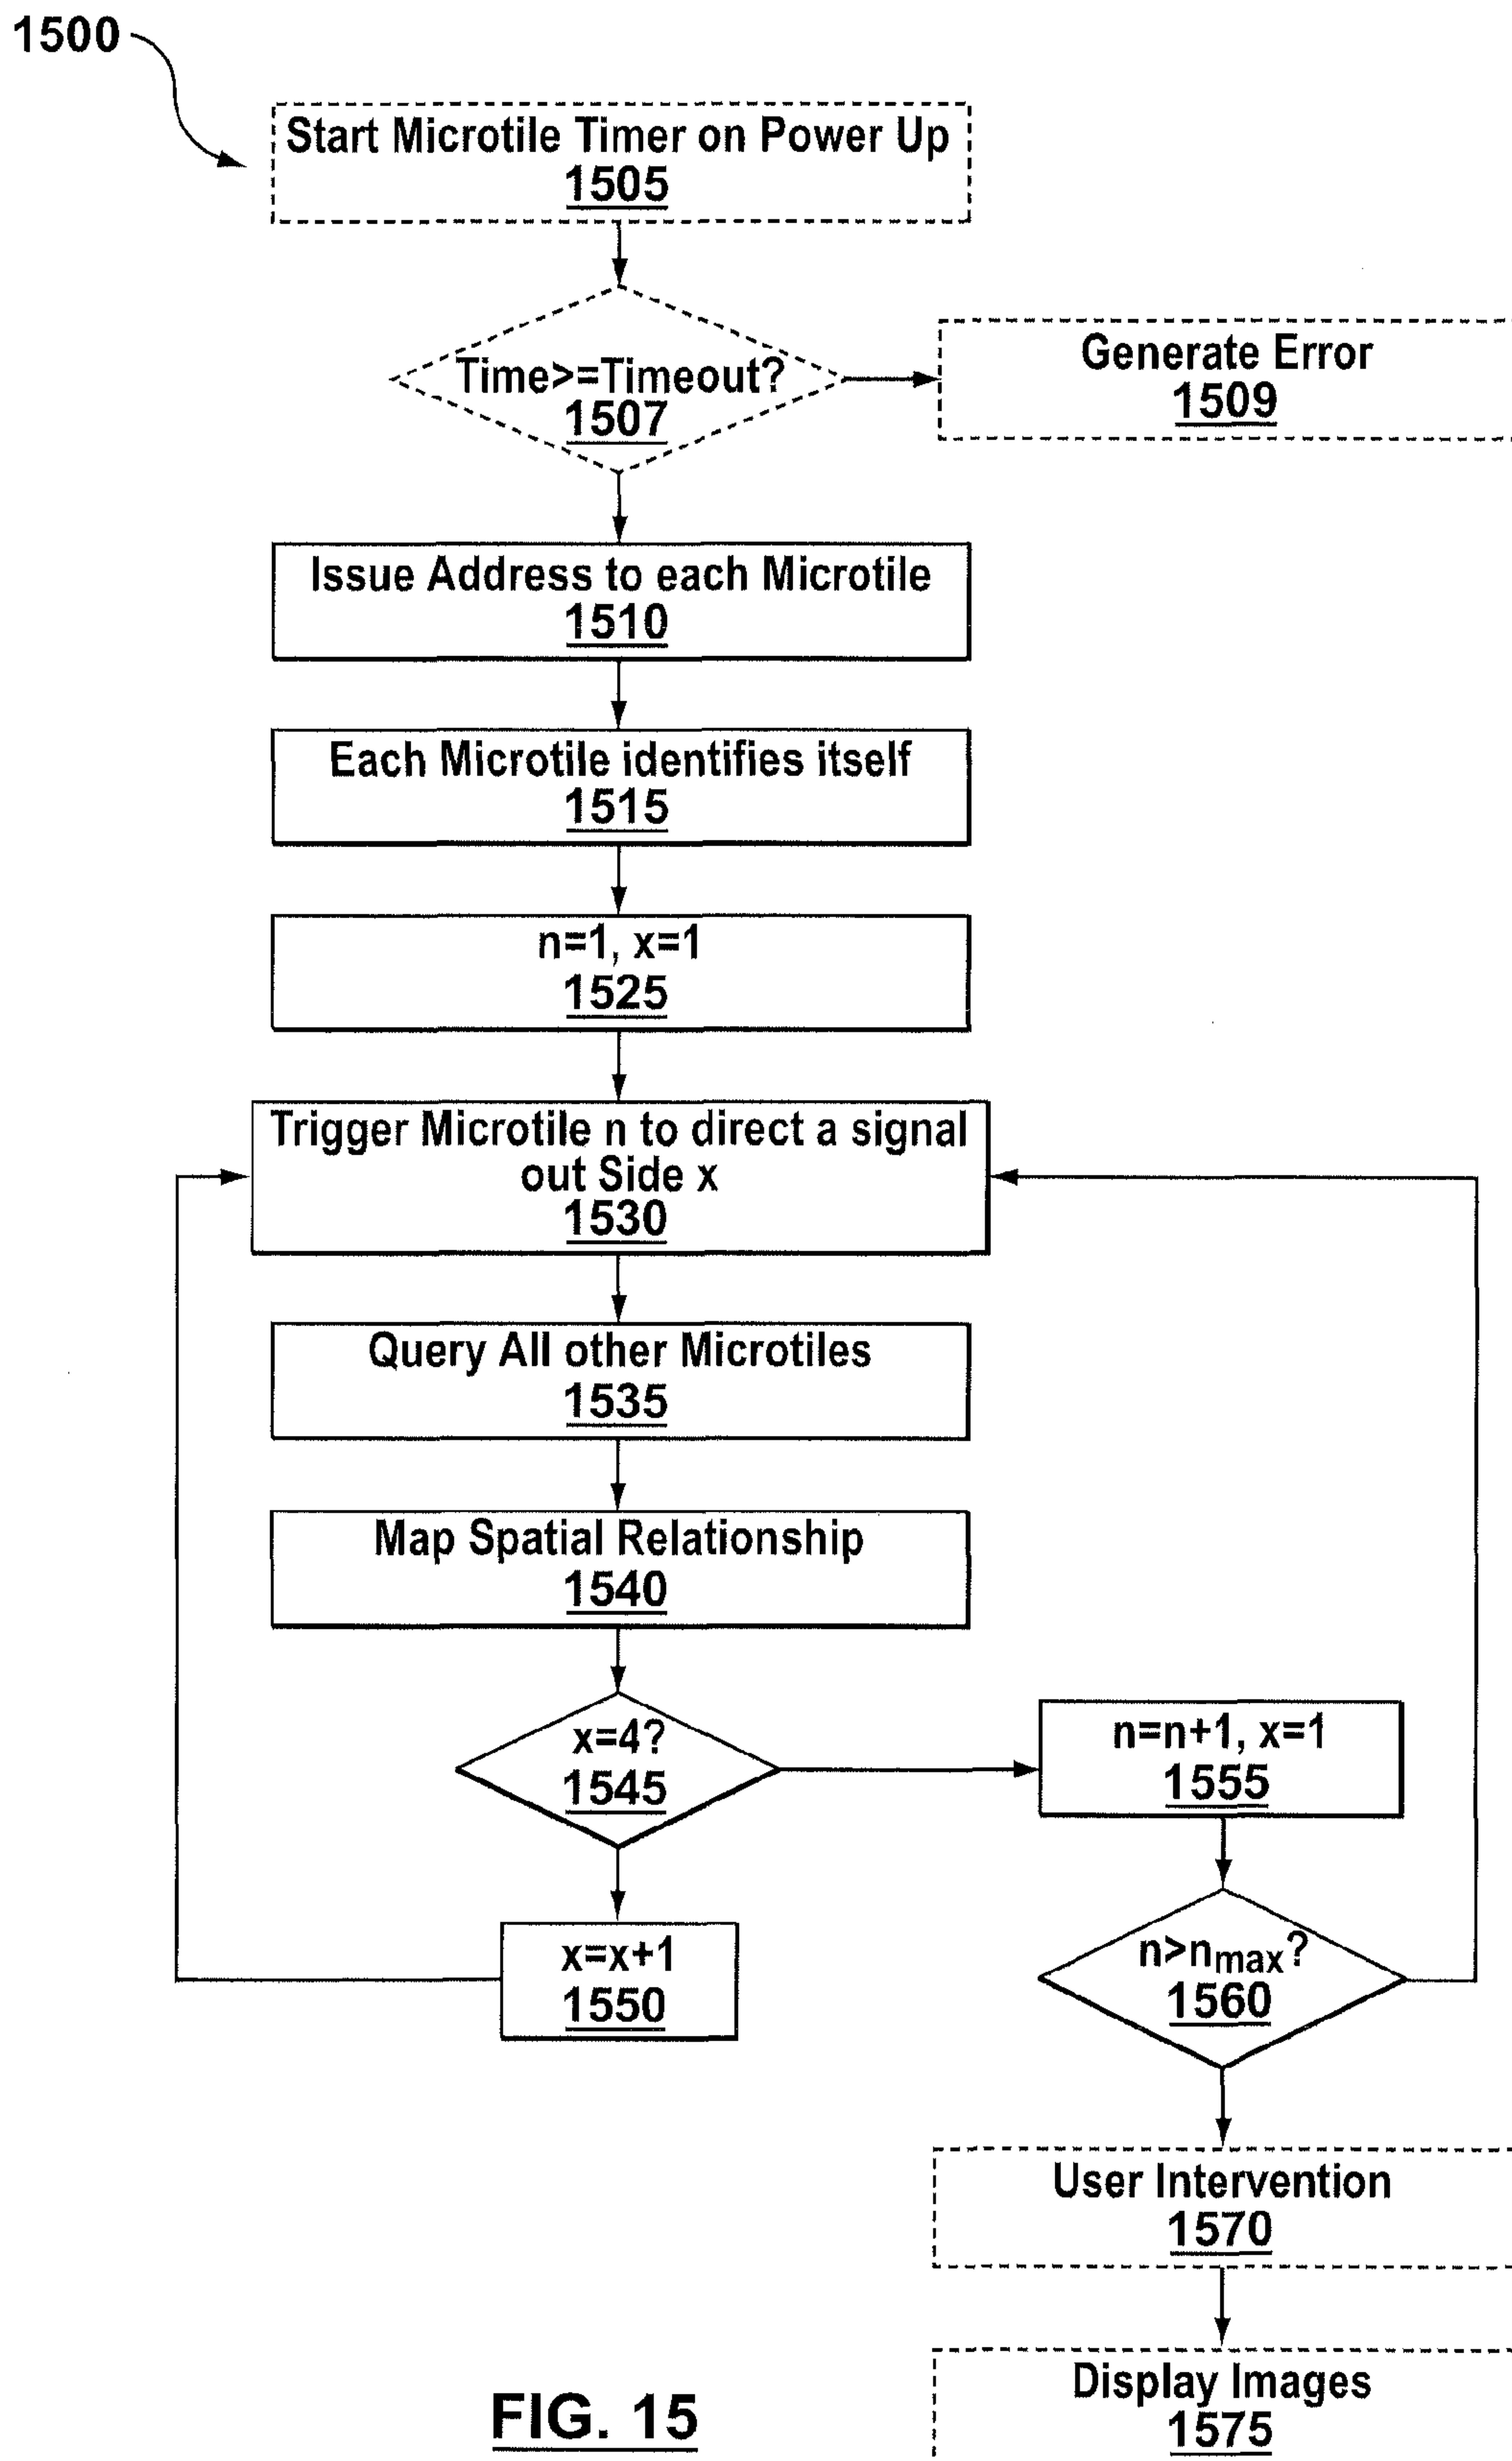 1500
Start Microtile Timer on Power Up
1505
Time>=Timeout?
1507
Generate Error
1509
Issue Address to each Microtile
1510
Each Microtile identifies itself
1515
n=1, x=1
1525
Trigger Microtile n to direct a signal
out Side x
1530
Query All other Microtiles
1535
Map Spatial Relationship
1540
x=4?
1545
n=n+1, x=1
1555
x=x+1
1550
n>nmax?
1560
User Intervention
1570
Display Images
1575
FIG. 15